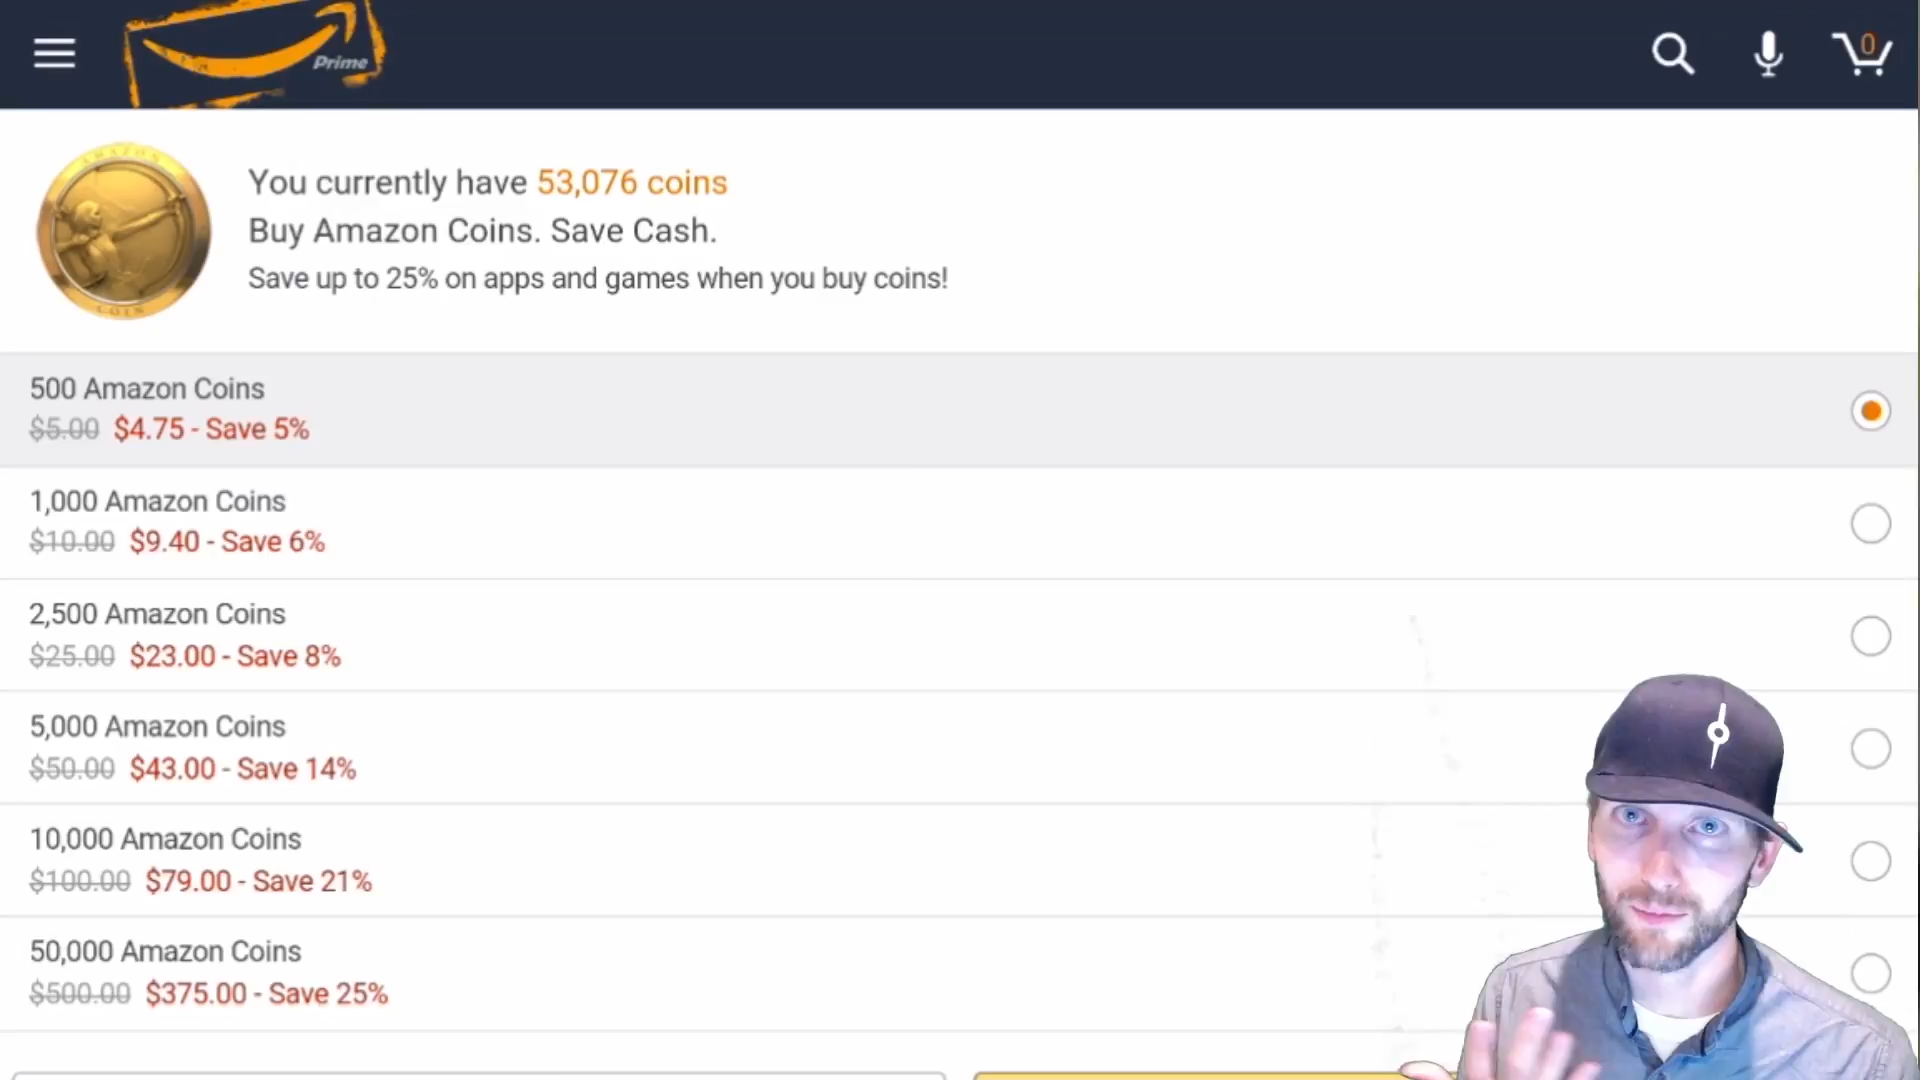 Prime
0
AMAZON
COIN
You currently have 53,076 coins
Buy Amazon Coins. Save Cash.
Save up to 25% on apps and games when you buy coins!
500 Amazon Coins
$5.00 $4.75 - Save 5%
1,000 Amazon Coins
$10.00 $9.40 - Save 6%
2,500 Amazon Coins
$25.00 $23.00 - Save 8%
5,000 Amazon Coins
$50.00 $43.00 - Save 14%
10,000 Amazon Coins
$100.00 $79.00 - Save 21%
50,000 Amazon Coins
$500.00 $375.00 - Save 25%